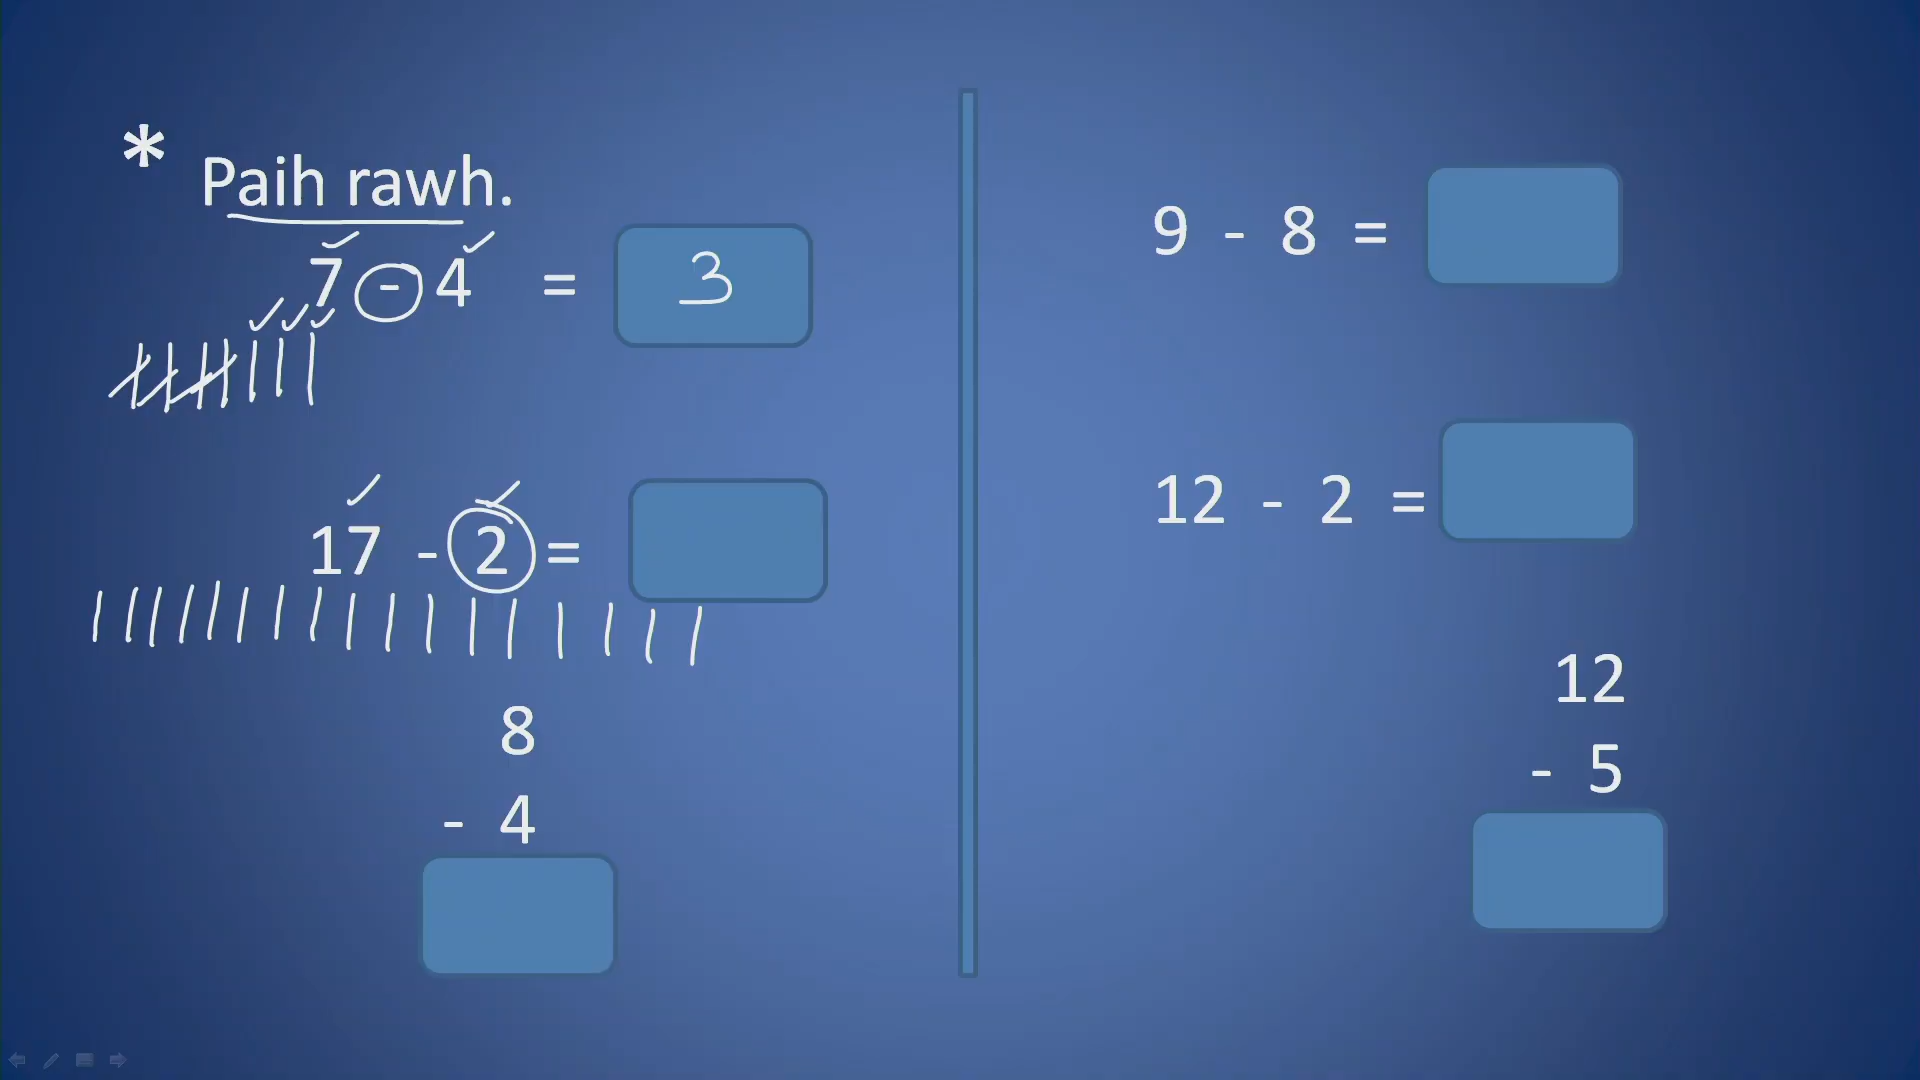 * Paih rawh.
7 - 4 = 3
17 - 2 =
8
- 4
9 - 8 =
12 - 2 =
12
- 5